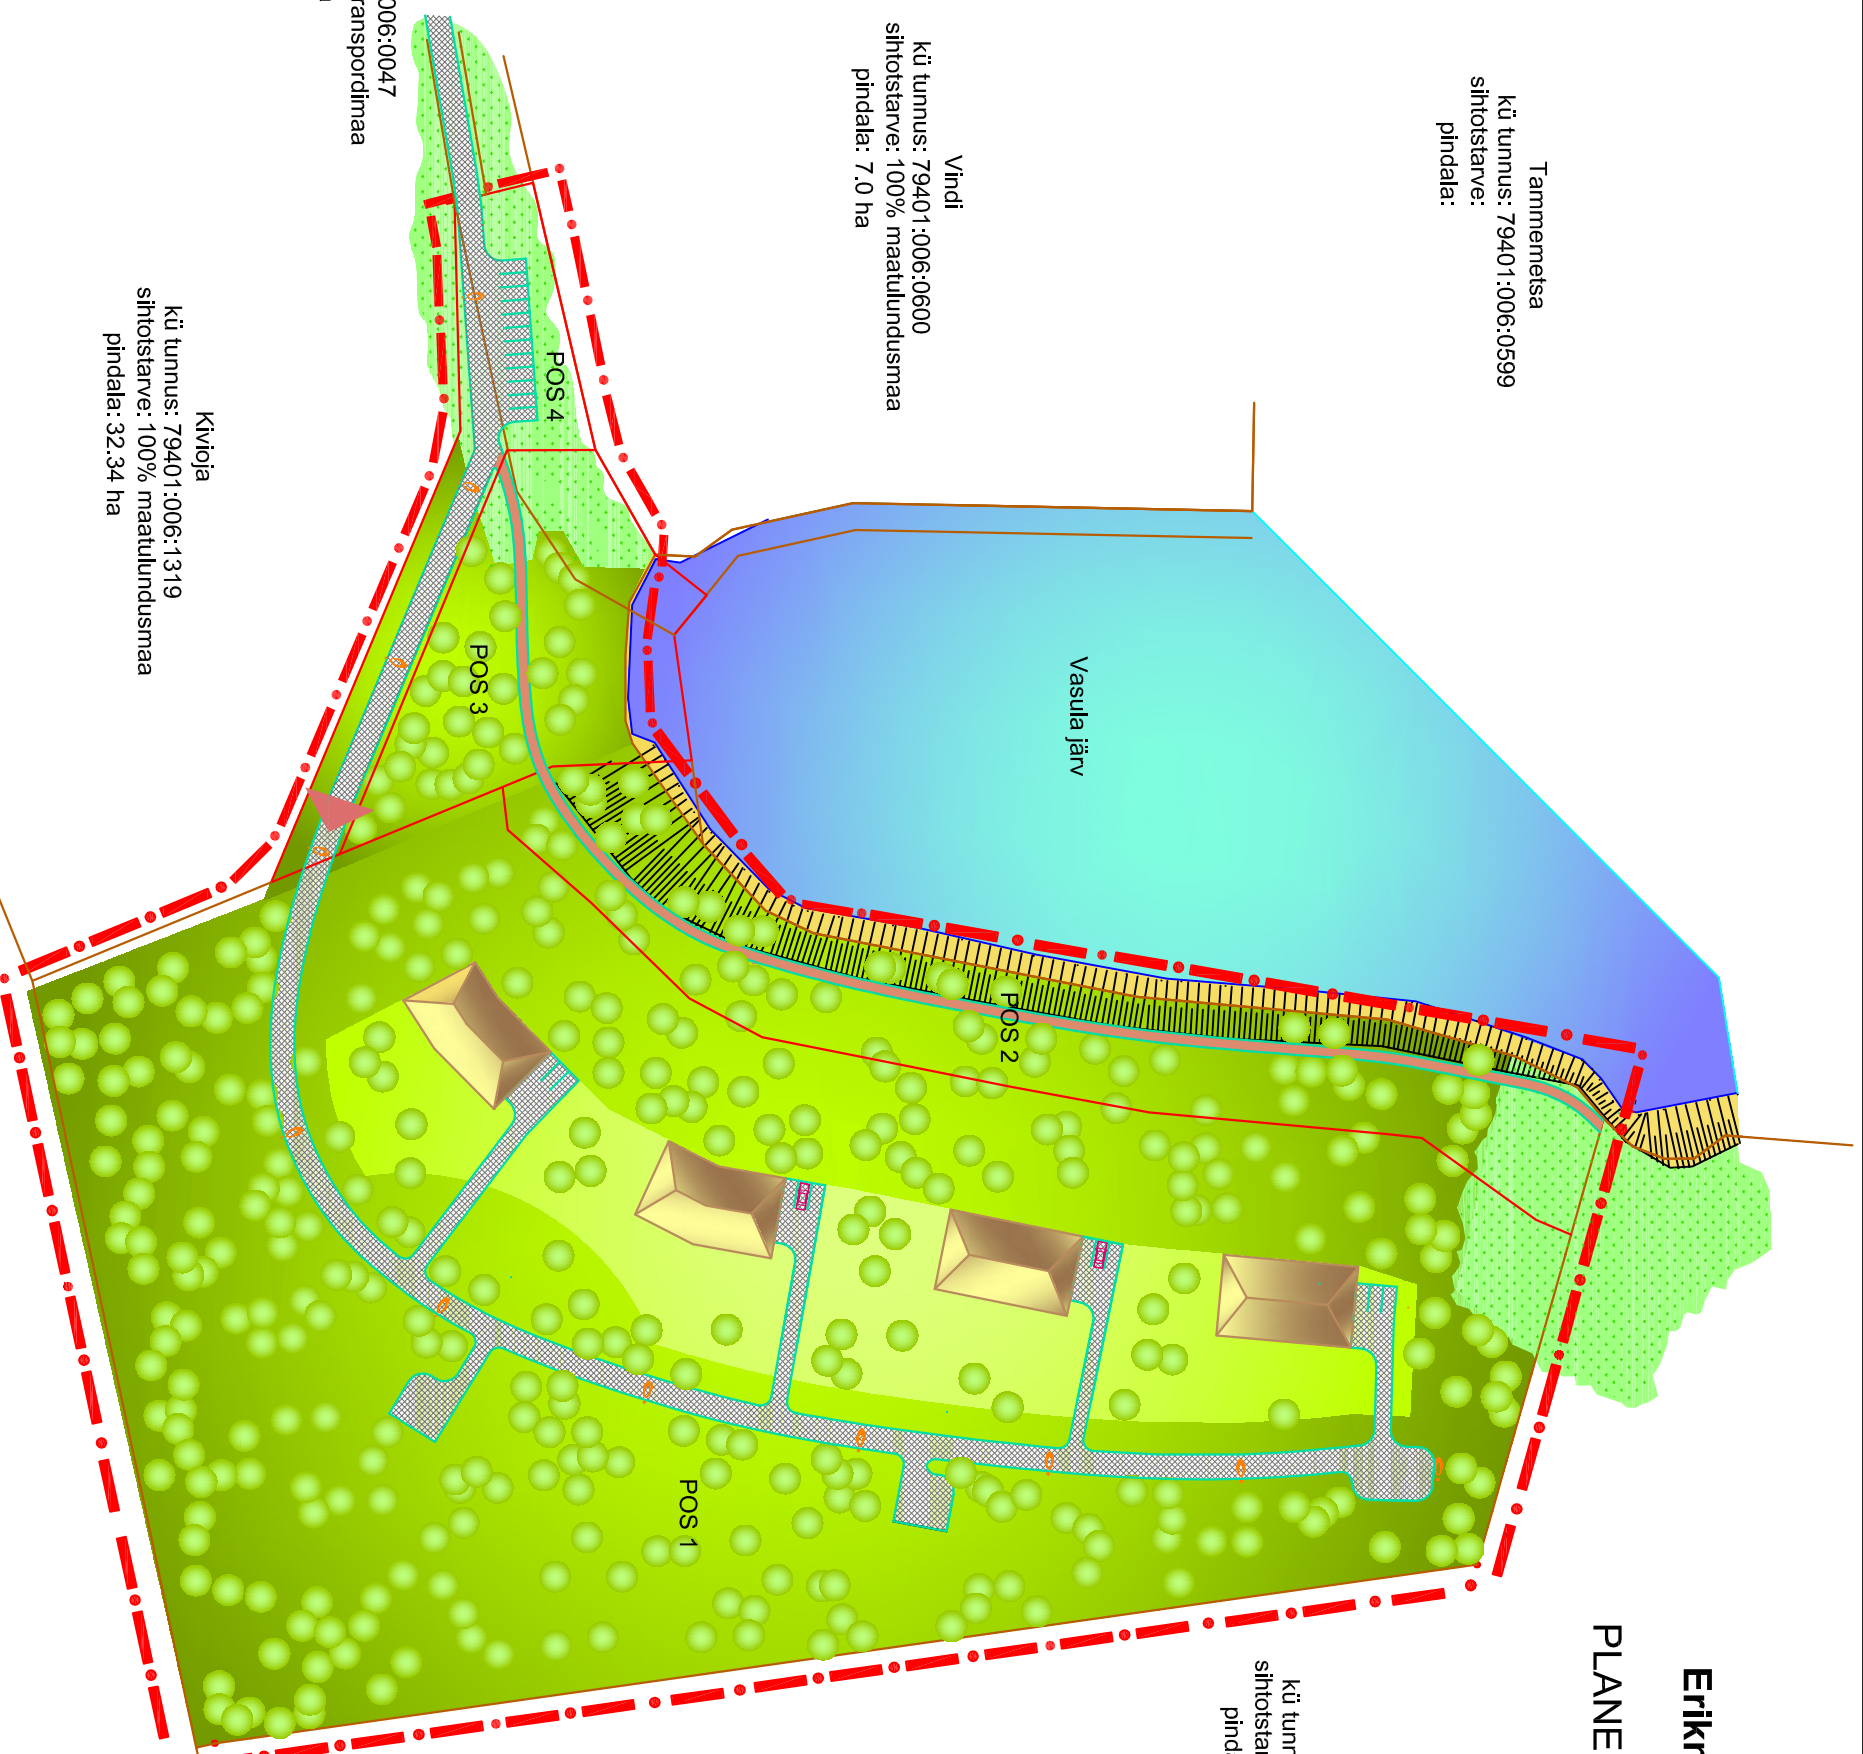 Tammemetsa
kü tunnus: 79401:006:0599
sihtotstarve:
pindala:
Vindi
kü tunnus: 79401:006:0600
sihtotstarve: 100% maatulundusmaa
pindala: 7.0 ha
006:0047
ranspordimaa
Kivioja
kü tunnus: 79401:006:1319
sihtotstarve: 100% maatulundusmaa
pindala: 32.34 ha
POS 4
POS 3
Vasula järv
POS 2
POS 1
Erikr
PLANE
kü tunn
sihtotstar
pind